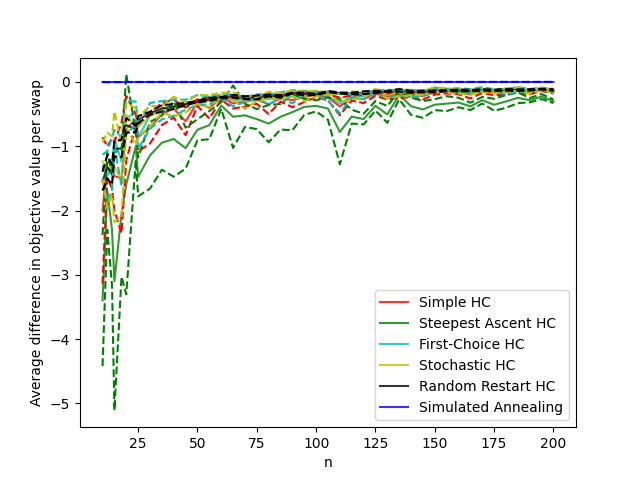 Average difference in objective value per swap
0
−1
−2
−3
−4
−5
25
50
75
100
125
150
175
200
n
Simple HC
Steepest Ascent HC
First-Choice HC
Stochastic HC
Random Restart HC
Simulated Annealing